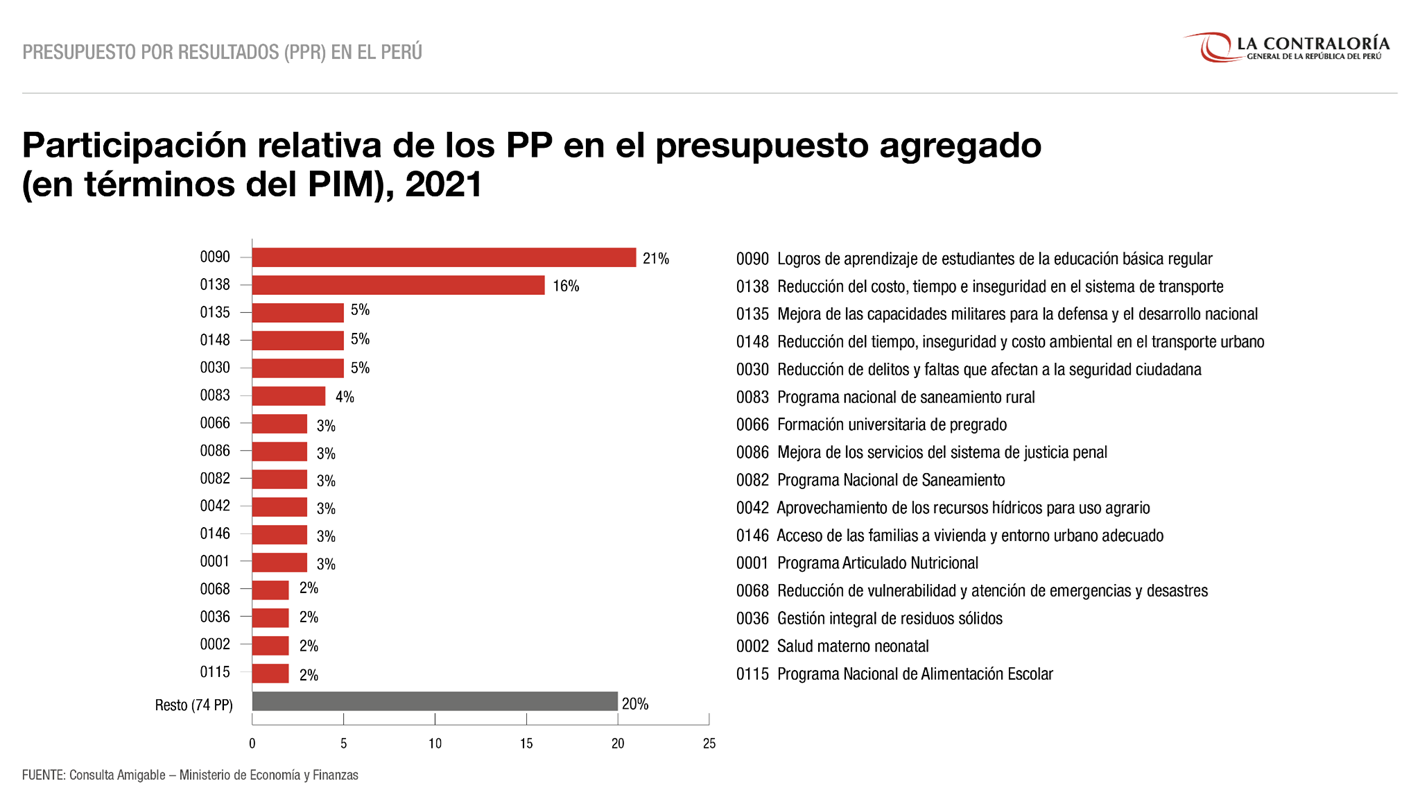 PRESUPUESTO POR RESULTADOS (PPR) EN EL PERÚ
LA CONTRALORÍA
GENERAL DE LA REPÚBLICA DEL PERÚ
Participación relativa de los PP en el presupuesto agregado
(en términos del PIM), 2021
0090 21%
0138 16%
0135 5%
0148 5%
0030 5%
0083 4%
0066 3%
0086 3%
0082 3%
0042 3%
0146 3%
0001 3%
0068 2%
0036 2%
0002 2%
0115 2%
Resto (74 PP) 20%
0 5 10 15 20 25
0090 Logros de aprendizaje de estudiantes de la educación básica regular
0138 Reducción del costo, tiempo e inseguridad en el sistema de transporte
0135 Mejora de las capacidades militares para la defensa y el desarrollo nacional
0148 Reducción del tiempo, inseguridad y costo ambiental en el transporte urbano
0030 Reducción de delitos y faltas que afectan a la seguridad ciudadana
0083 Programa nacional de saneamiento rural
0066 Formación universitaria de pregrado
0086 Mejora de los servicios del sistema de justicia penal
0082 Programa Nacional de Saneamiento
0042 Aprovechamiento de los recursos hídricos para uso agrario
0146 Acceso de las familias a vivienda y entorno urbano adecuado
0001 Programa Articulado Nutricional
0068 Reducción de vulnerabilidad y atención de emergencias y desastres
0036 Gestión integral de residuos sólidos
0002 Salud materno neonatal
0115 Programa Nacional de Alimentación Escolar
FUENTE: Consulta Amigable – Ministerio de Economía y Finanzas